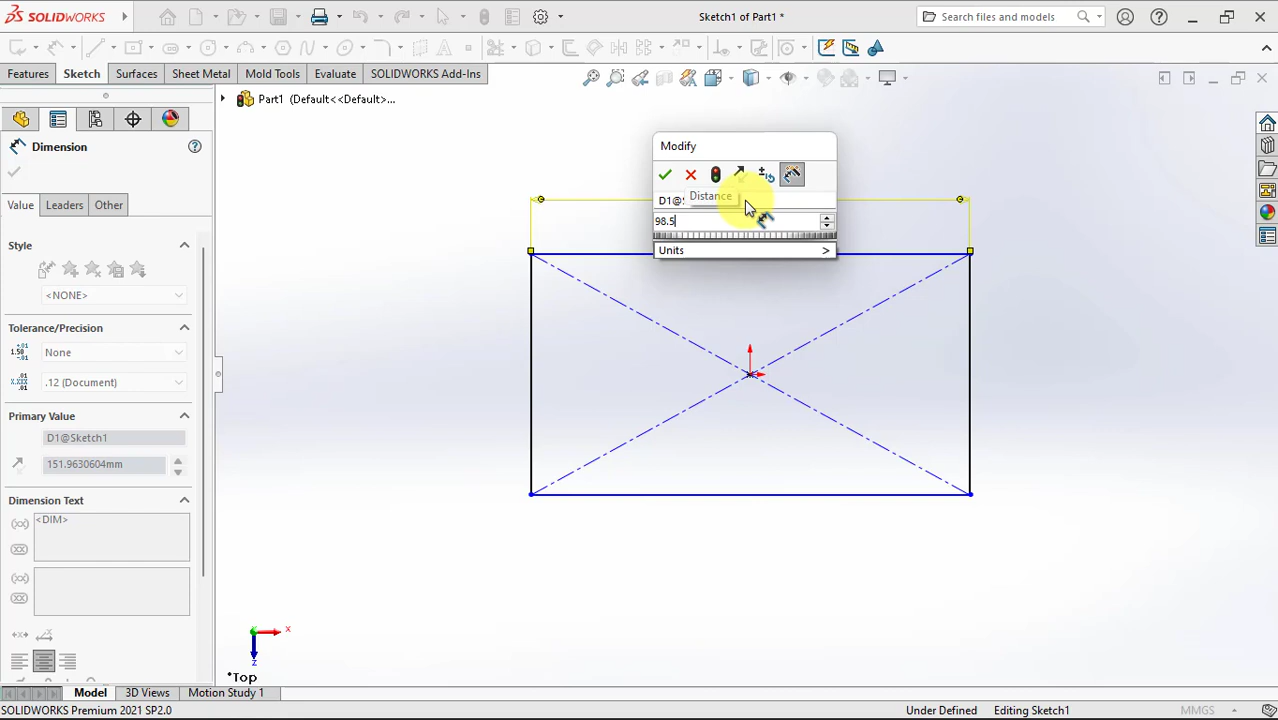 SOLIDWORKS
Sketch1 of Part1 *
Search files and models
Features
Sketch
Surfaces
Sheet Metal
Mold Tools
Evaluate
SOLIDWORKS Add-Ins
Part1 (Default<<Default>...
Dimension
Modify
Value
Leaders
Other
D1@
Distance
98.5
Units >
Style
<NONE>
Tolerance/Precision
None
.12 (Document)
Primary Value
D1@Sketch1
151.9630604mm
Dimension Text
<DIM>
x
z
*Top
Model
3D Views
Motion Study 1
SOLIDWORKS Premium 2021 SP2.0
Under Defined
Editing Sketch1
MMGS